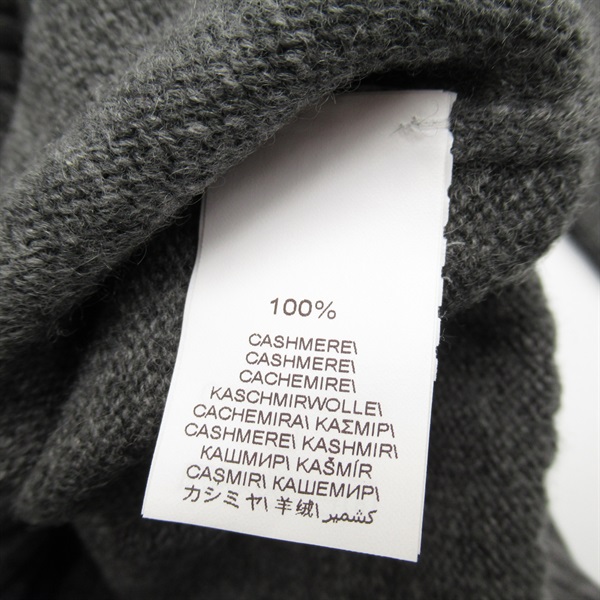 100%
CASHMERE\
CASHMERE\
CACHEMIRE\
KASCHMIRWOLLE\
CACHEMIRA\ ΚΑΣΜΙΡ\
CASHMERE\ KASHMIR\
КАШМИР\ KAŠMÍR
CAȘMIR\ КАШЕМИР\
カシミヤ\ 羊绒\ كشمير